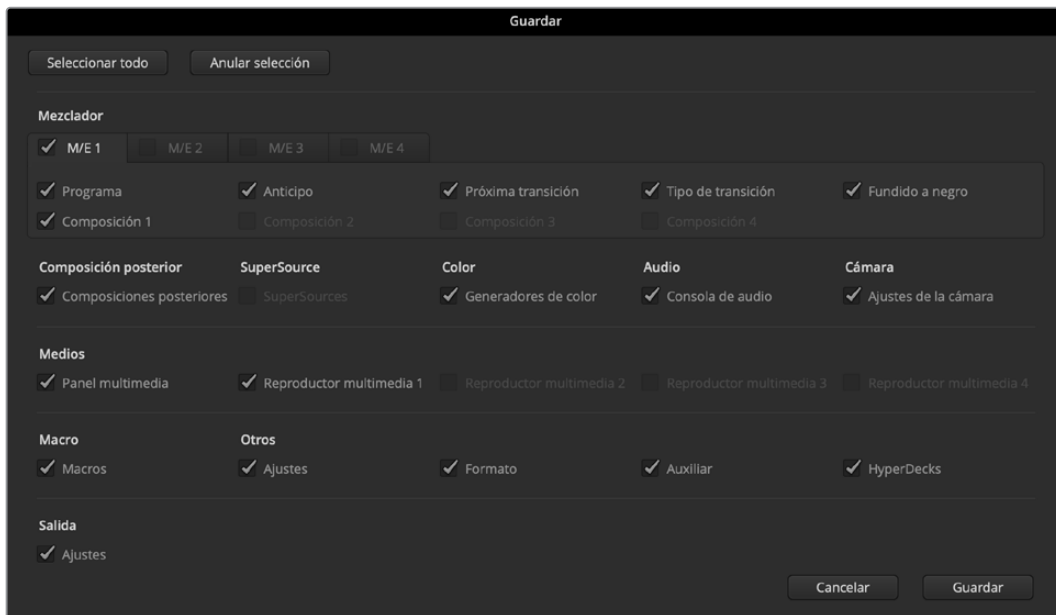 Guardar
Seleccionar todo Anular selección
Mezclador
M/E 1 M/E 2 M/E 3 M/E 4
Programa Anticipo Próxima transición Tipo de transición Fundido a negro
Composición 1 Composición 2 Composición 3 Composición 4
Composición posterior SuperSource Color Audio Cámara
Composiciones posteriores SuperSources Generadores de color Consola de audio Ajustes de la cámara
Medios
Panel multimedia Reproductor multimedia 1 Reproductor multimedia 2 Reproductor multimedia 3 Reproductor multimedia 4
Macro Otros
Macros Ajustes Formato Auxiliar HyperDecks
Salida
Ajustes
Cancelar Guardar